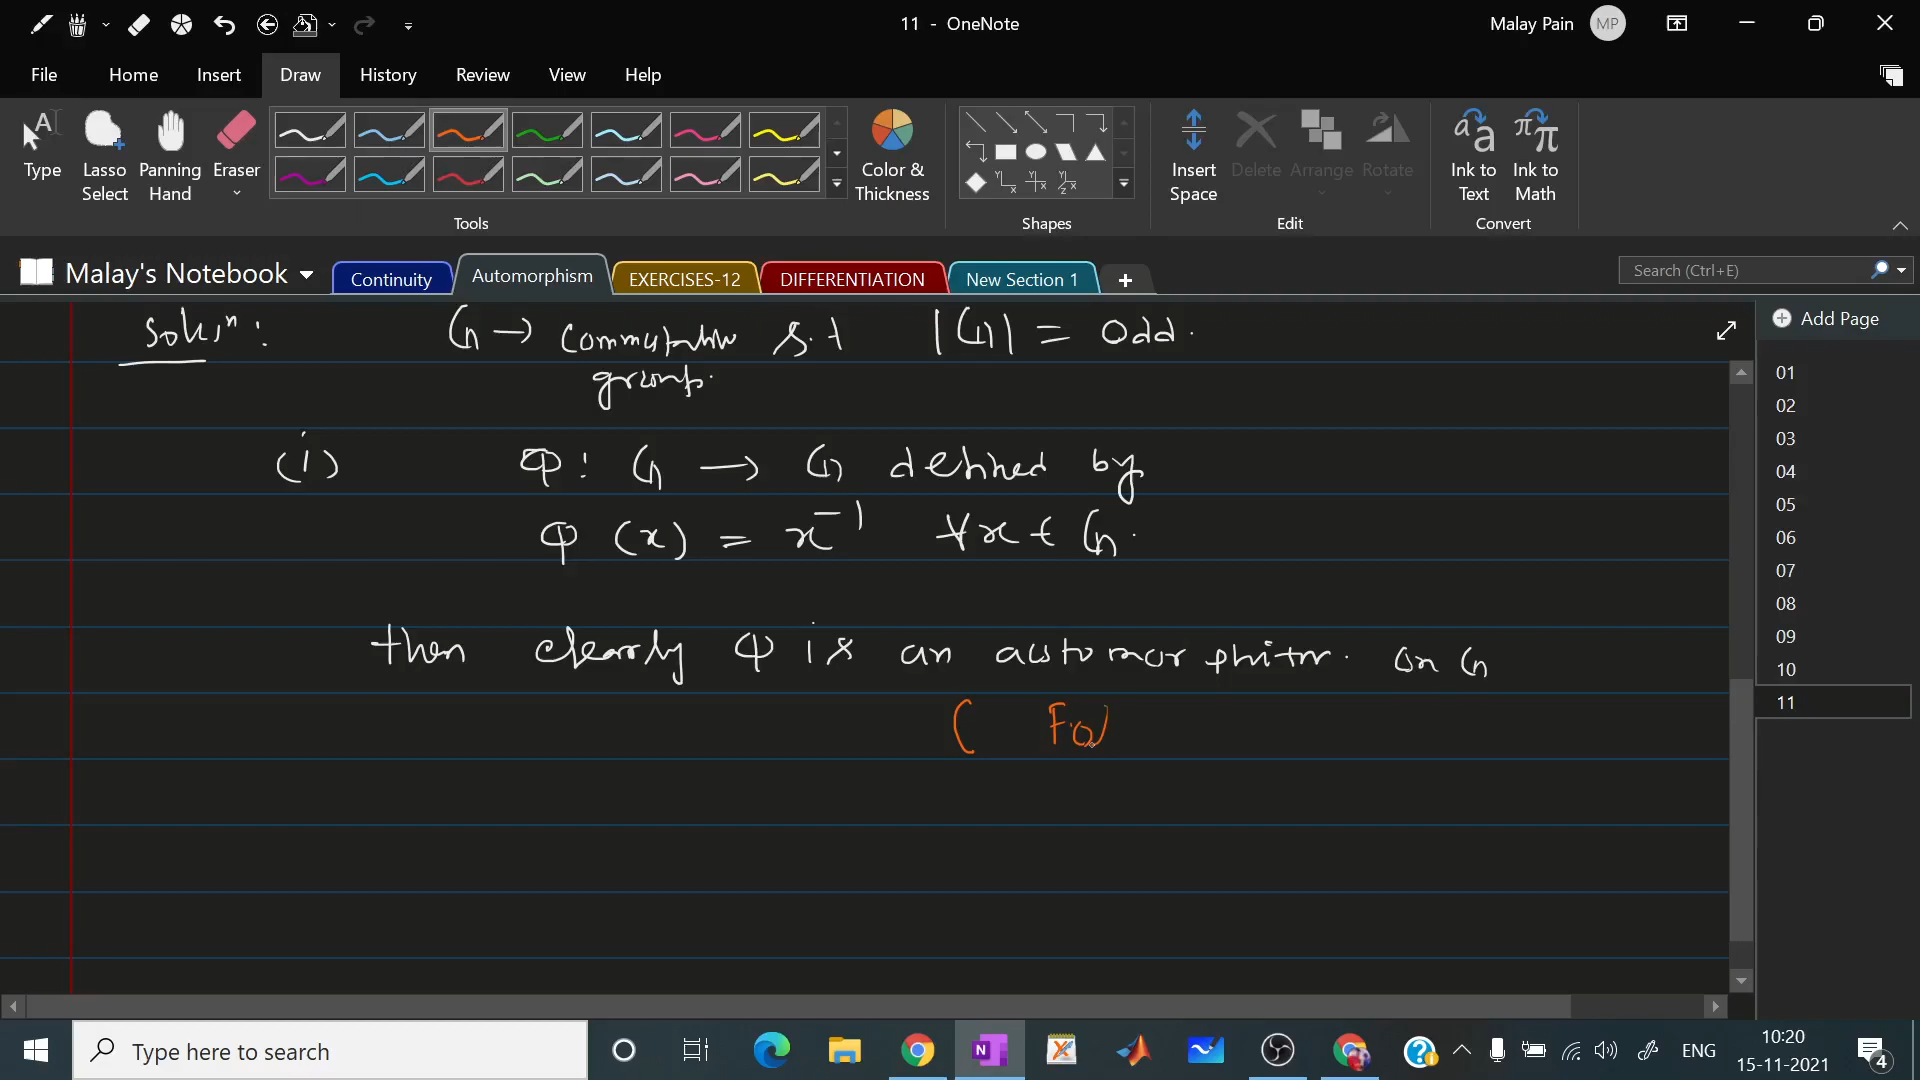 11 - OneNote
Malay Pain MP
File Home Insert Draw History Review View Help
Type
Lasso Select
Panning Hand
Eraser
Color & Thickness
Insert Space
Delete
Arrange
Rotate
Ink to Text
Ink to Math
Tools Shapes Edit Convert
Malay's Notebook Continuity Automorphism EXERCISES-12 DIFFERENTIATION New Section 1 +
Search (Ctrl+E)
Add Page
01
02
03
04
05
06
07
08
09
10
11
Soluⁿ : G → commutative s.t |G| = odd.
group.
(i) φ : G → G defined by
φ (x) = x⁻¹ ∀ x ∈ G.
then clearly φ is an automorphism. on G
(
Type here to search
ENG
10:20
15-11-2021
4